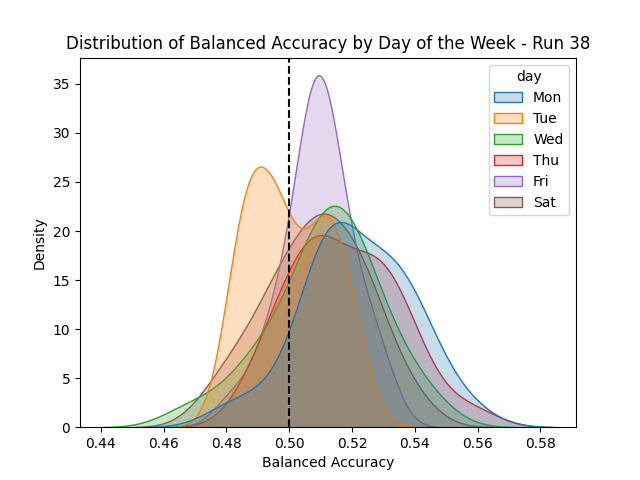 Distribution of Balanced Accuracy by Day of the Week - Run 38
day
Mon
Tue
Wed
Thu
Fri
Sat
Density
35
30
25
20
15
10
5
0
0.44 0.46 0.48 0.50 0.52 0.54 0.56 0.58
Balanced Accuracy